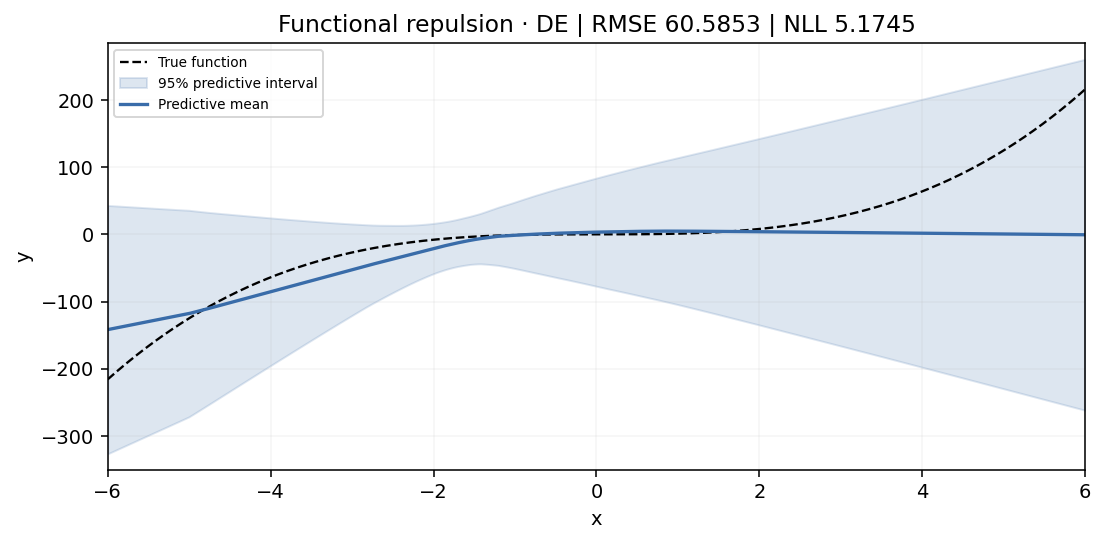 Functional repulsion · DE | RMSE 60.5853 | NLL 5.1745
True function
95% predictive interval
Predictive mean
200
100
0
−100
−200
−300
y
−6
−4
−2
0
2
4
6
x